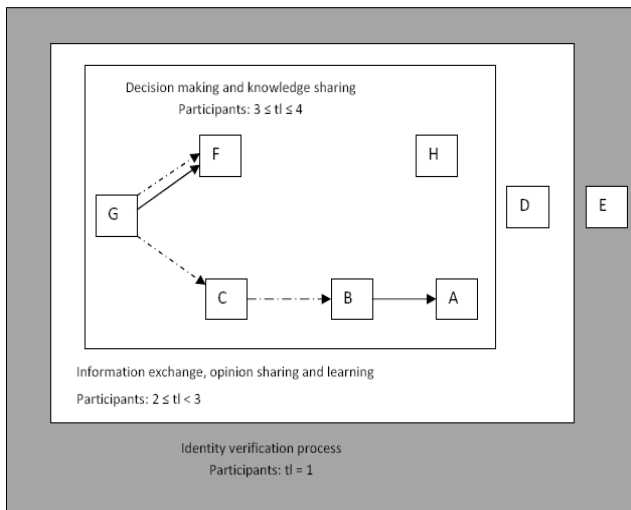 Decision making and knowledge sharing
Participants: 3 ≤ tl ≤ 4
F
H
G
D
E
C
B
A
Information exchange, opinion sharing and learning
Participants: 2 ≤ tl < 3
Identity verification process
Participants: tl = 1